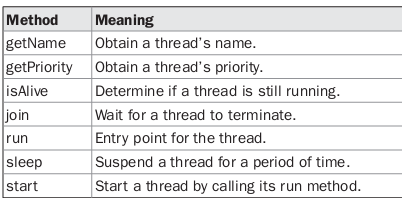 Method Meaning
getName Obtain a thread’s name.
getPriority Obtain a thread’s priority.
isAlive Determine if a thread is still running.
join Wait for a thread to terminate.
run Entry point for the thread.
sleep Suspend a thread for a period of time.
start Start a thread by calling its run method.